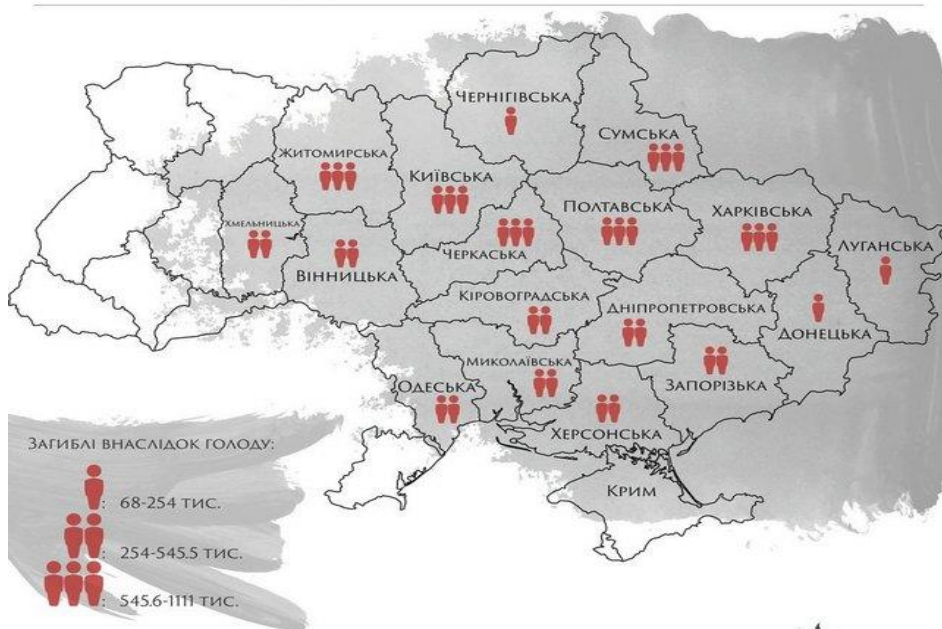 ЧЕРНІГІВСЬКА
СУМСЬКА
ЖИТОМИРСЬКА
КИЇВСЬКА
ПОЛТАВСЬКА
ХАРКІВСЬКА
ХМЕЛЬНИЦЬКА
ЧЕРКАСЬКА
ЛУГАНСЬКА
ВІННИЦЬКА
КІРОВОГРАДСЬКА
ДНІПРОПЕТРОВСЬКА
ДОНЕЦЬКА
МИКОЛАЇВСЬКА
ОДЕСЬКА
ЗАПОРІЗЬКА
ХЕРСОНСЬКА
КРИМ
ЗАГИБЛІ ВНАСЛІДОК ГОЛОДУ:
: 68-254 ТИС.
: 254-545.5 ТИС.
: 545.6-1111 ТИС.